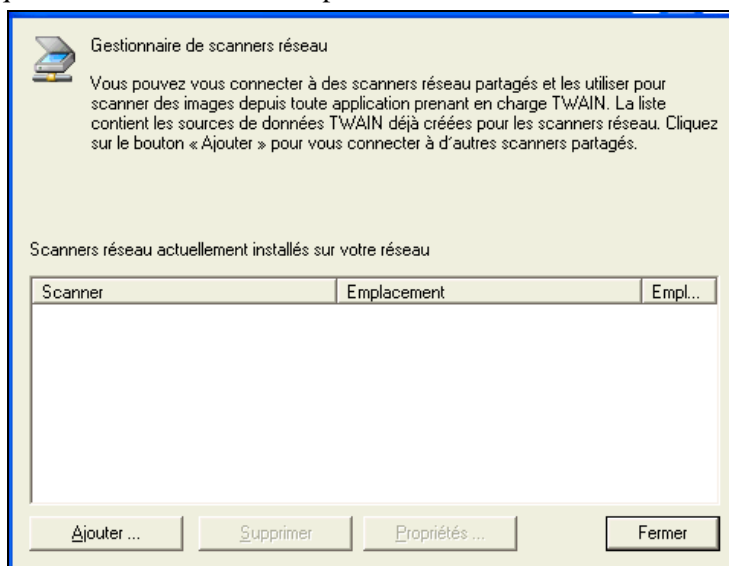 Gestionnaire de scanners réseau
Vous pouvez vous connecter à des scanners réseau partagés et les utiliser pour
scanner des images depuis toute application prenant en charge TWAIN. La liste
contient les sources de données TWAIN déjà créées pour les scanners réseau. Cliquez
sur le bouton « Ajouter » pour vous connecter à d'autres scanners partagés.
Scanners réseau actuellement installés sur votre réseau
Scanner Emplacement Empl...
Ajouter ... Supprimer Propriétés ... Fermer